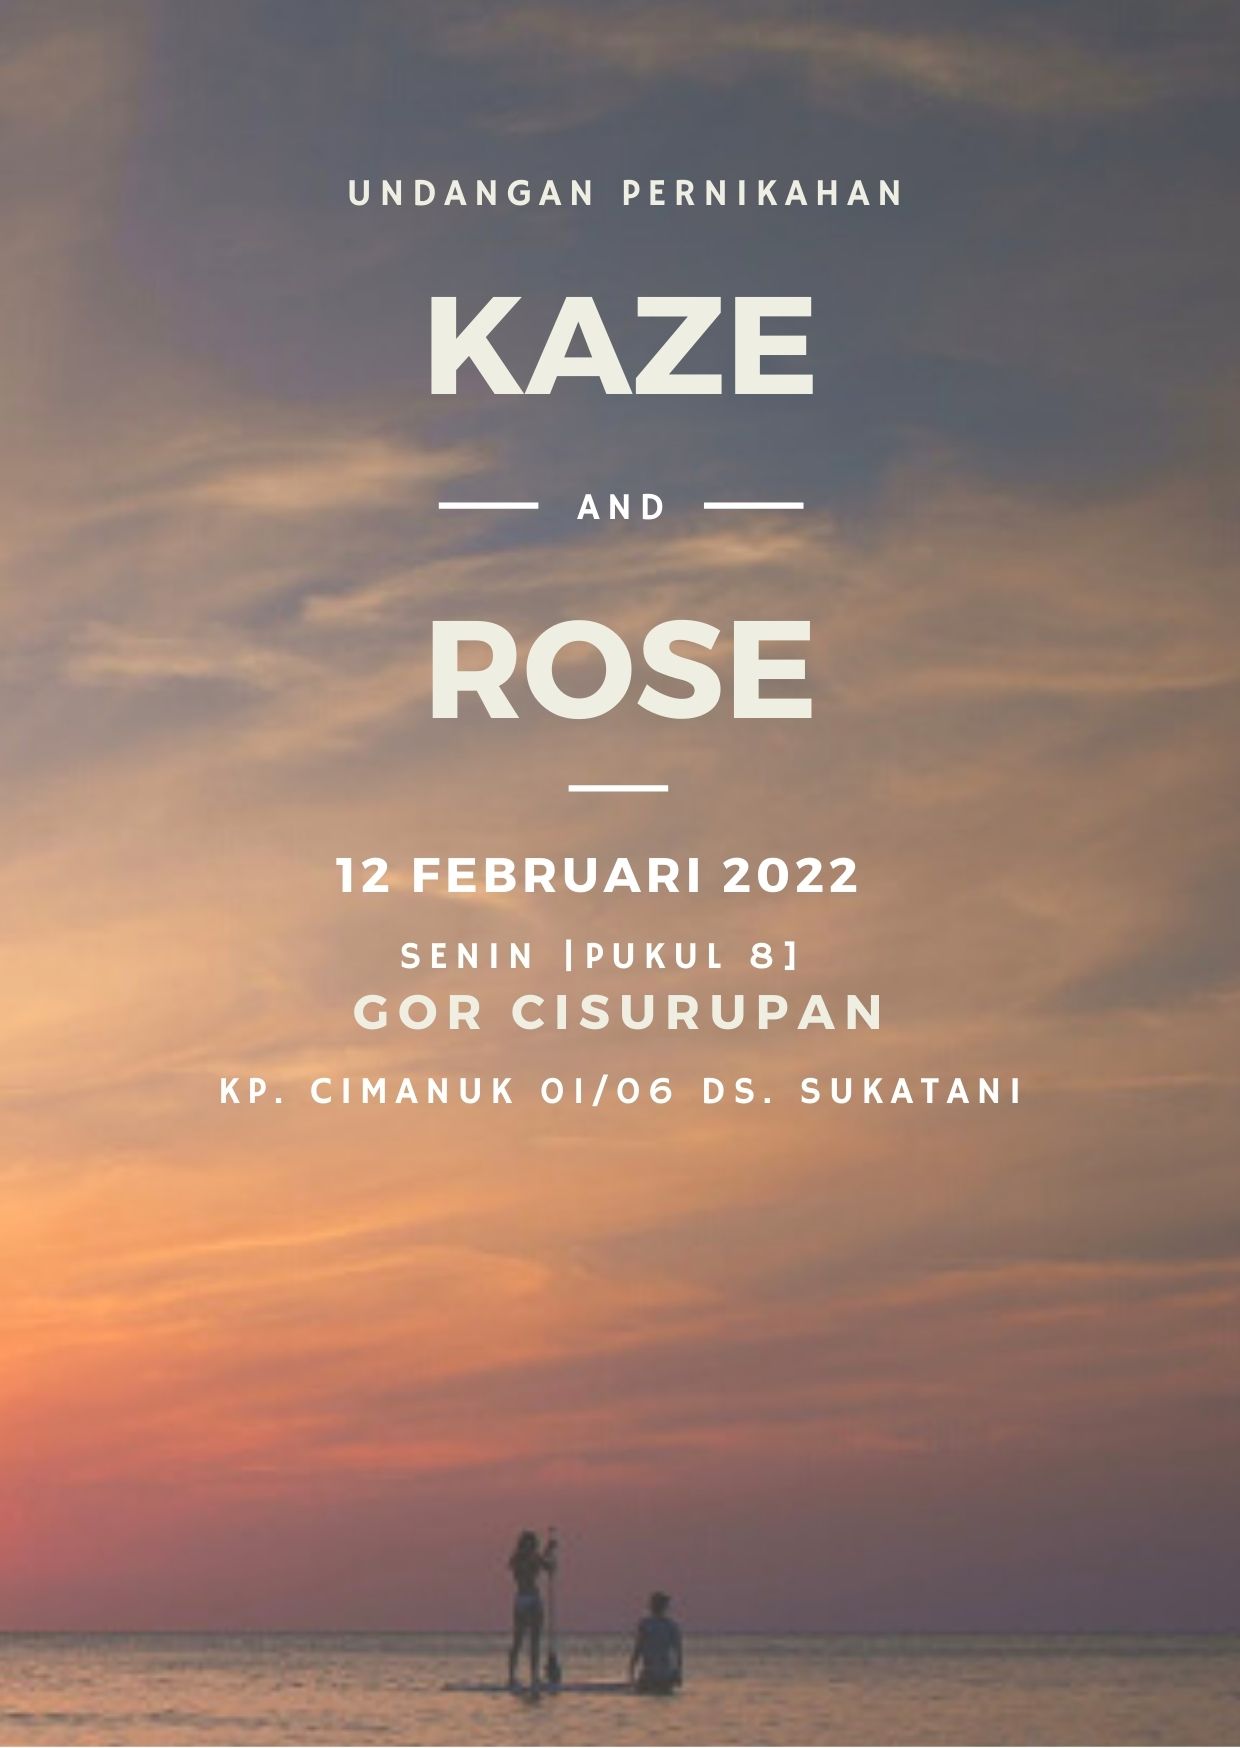 UNDANGAN PERNIKAHAN
KAZE
AND
ROSE
12 FEBRUARI 2022
SENIN |PUKUL 8]
GOR CISURUPAN
KP. CIMANUK 01/06 DS. SUKATANI